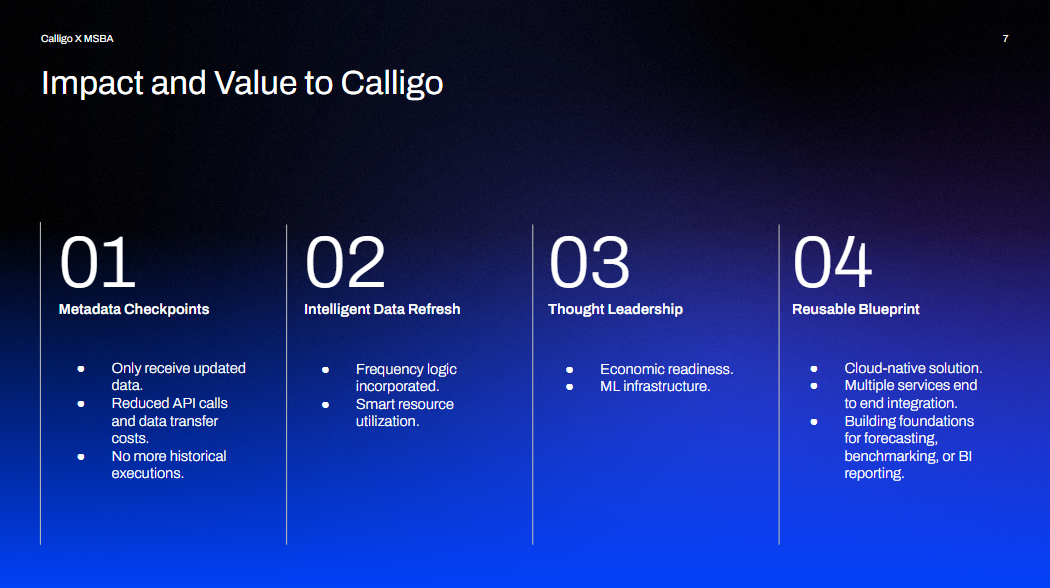 Calligo X MSBA
7
Impact and Value to Calligo
01
Metadata Checkpoints
● Only receive updated
data.
● Reduced API calls
and data transfer
costs.
● No more historical
executions.
02
Intelligent Data Refresh
● Frequency logic
incorporated.
● Smart resource
utilization.
03
Thought Leadership
● Economic readiness.
● ML infrastructure.
04
Reusable Blueprint
● Cloud-native solution.
● Multiple services end
to end integration.
● Building foundations
for forecasting,
benchmarking, or BI
reporting.